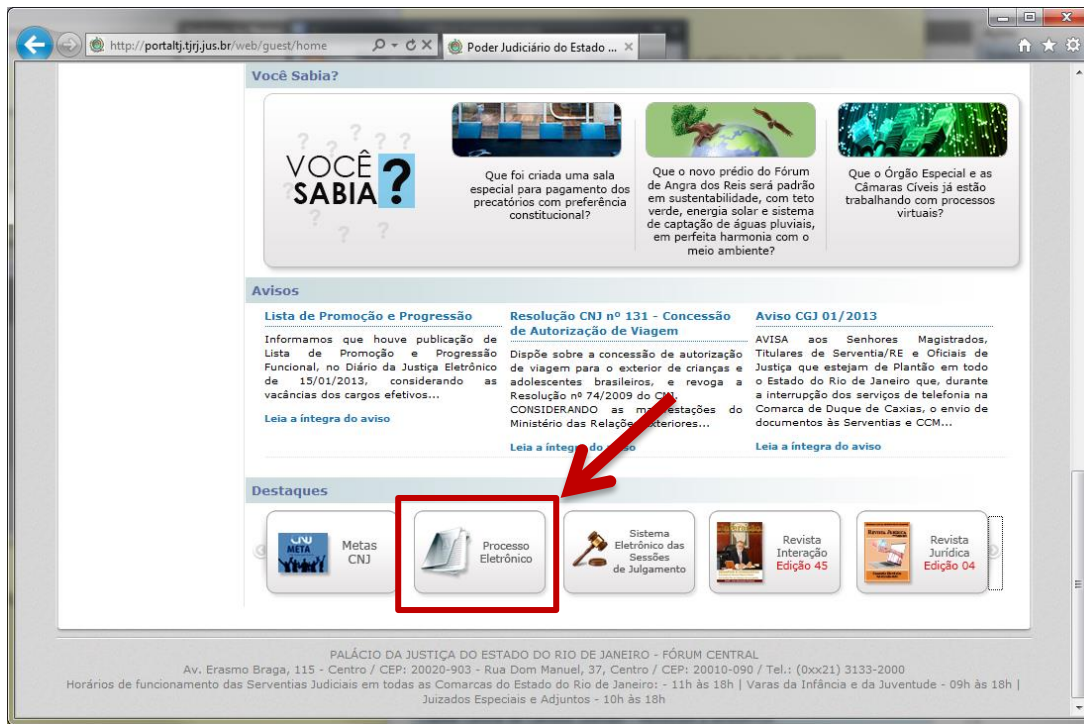 http://portaltj.tjrj.jus.br/web/guest/home
Poder Judiciário do Estado ...
Você Sabia?
VOCÊ
SABIA?
Que foi criada uma sala
especial para pagamento dos
precatórios com preferência
constitucional?
Que o novo prédio do Fórum
de Angra dos Reis será padrão
em sustentabilidade, com teto
verde, energia solar e sistema
de captação de águas pluviais,
em perfeita harmonia com o
meio ambiente?
Que o Órgão Especial e as
Câmaras Cíveis já estão
trabalhando com processos
virtuais?
Avisos
Lista de Promoção e Progressão
Informamos que houve publicação de
Lista de Promoção e Progressão
Funcional, no Diário da Justiça Eletrônico
de 15/01/2013, considerando as
vacâncias dos cargos efetivos...
Leia a íntegra do aviso
Resolução CNJ nº 131 - Concessão
de Autorização de Viagem
Dispõe sobre a concessão de autorização
de viagem para o exterior de crianças e
adolescentes brasileiros, e revoga a
Resolução nº 74/2009 do CNJ.
CONSIDERANDO as do
Ministério das Relações
Leia a íntegra do aviso
Aviso CGJ 01/2013
AVISA aos Senhores Magistrados,
Titulares de Serventia/RE e Oficiais de
Justiça que estejam de Plantão em todo
o Estado do Rio de Janeiro que, durante
a interrupção dos serviços de telefonia na
Comarca de Duque de Caxias, o envio de
documentos às Serventias e CCM...
Leia a íntegra do aviso
Destaques
META
Metas
CNJ
Processo
Eletrônico
Sistema
Eletrônico das
Sessões
de Julgamento
Revista
Interação
Edição 45
Revista
Jurídica
Edição 04
PALÁCIO DA JUSTIÇA DO ESTADO DO RIO DE JANEIRO - FÓRUM CENTRAL
Av. Erasmo Braga, 115 - Centro / CEP: 20020-903 - Rua Dom Manuel, 37, Centro / CEP: 20010-090 / Tel.: (0xx21) 3133-2000
Horários de funcionamento das Serventias Judiciais em todas as Comarcas do Estado do Rio de Janeiro: - 11h às 18h | Varas da Infância e da Juventude - 09h às 18h |
Juizados Especiais e Adjuntos - 10h às 18h